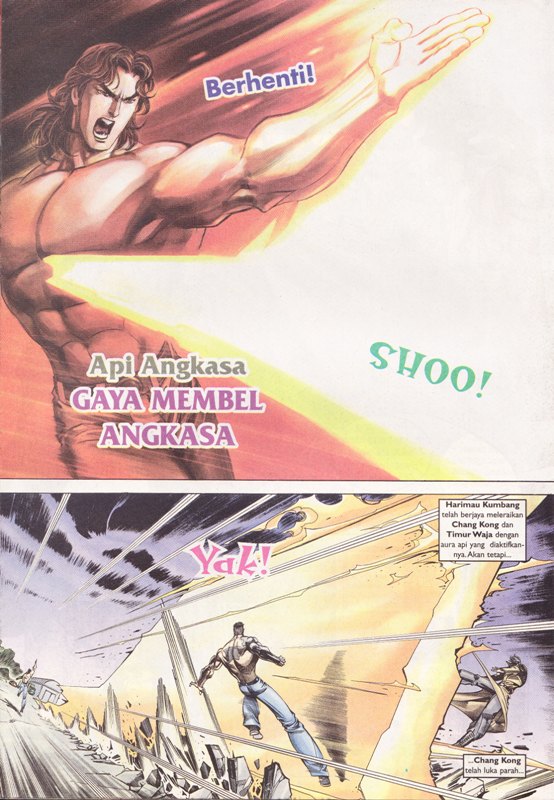 Berhenti!
SHOO!
Api Angkasa
GAYA MEMBEL
ANGKASA
Harimau Kumbang
telah berjaya meleraikan
Chang Kong dan
Timur Waja dengan
aura api yang diaktifkan-
nya. Akan tetapi...
Yak!
...Chang Kong
telah luka parah...